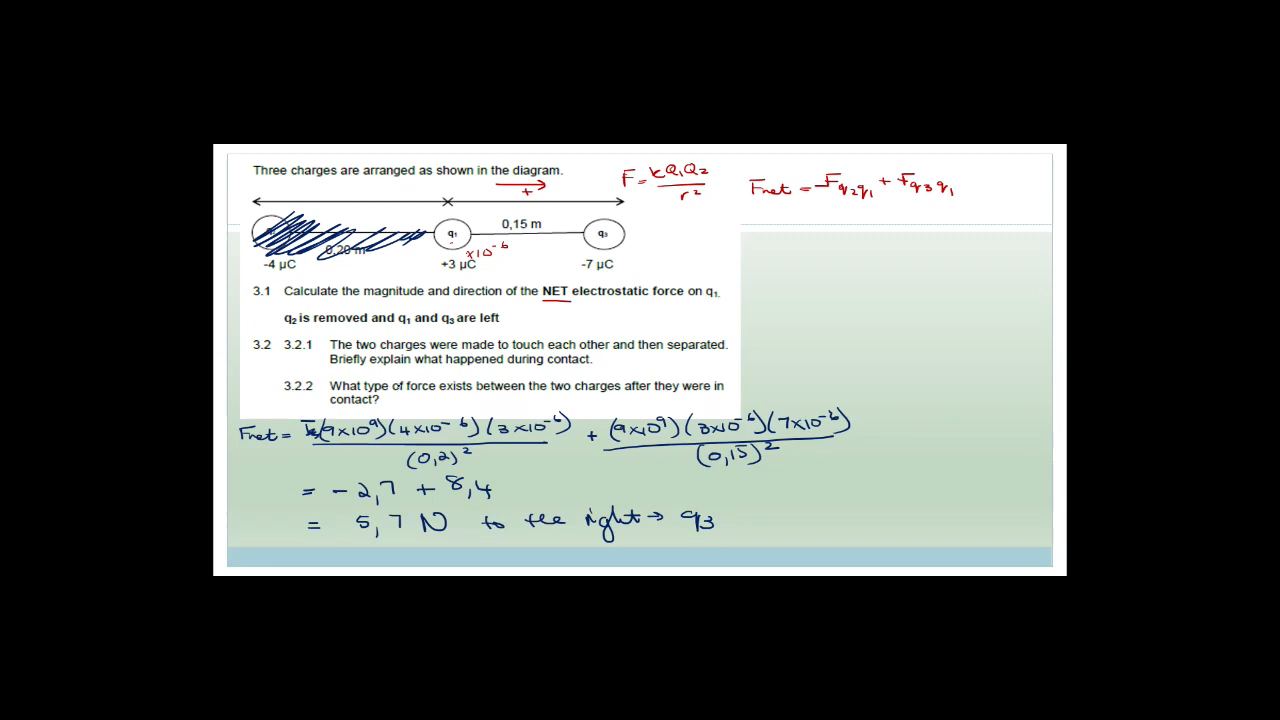 Three charges are arranged as shown in the diagram.
+
F = kQ₁Q₂ / r²
Fnet = -Fq₂q₁ + Fq₃q₁
0,15 m
q₁
q₃
0,20 m
×10⁻⁶
-4 µC
+3 µC
-7 µC
3.1 Calculate the magnitude and direction of the NET electrostatic force on q₁.
q₂ is removed and q₁ and q₃ are left
3.2 3.2.1 The two charges were made to touch each other and then separated.
Briefly explain what happened during contact.
3.2.2 What type of force exists between the two charges after they were in
contact?
Fnet = -(9×10⁹)(4×10⁻⁶)(3×10⁻⁶) / (0,2)² + (9×10⁹)(3×10⁻⁶)(7×10⁻⁶) / (0,15)²
= -2,7 + 8,4
= 5,7 N to the right → q₃